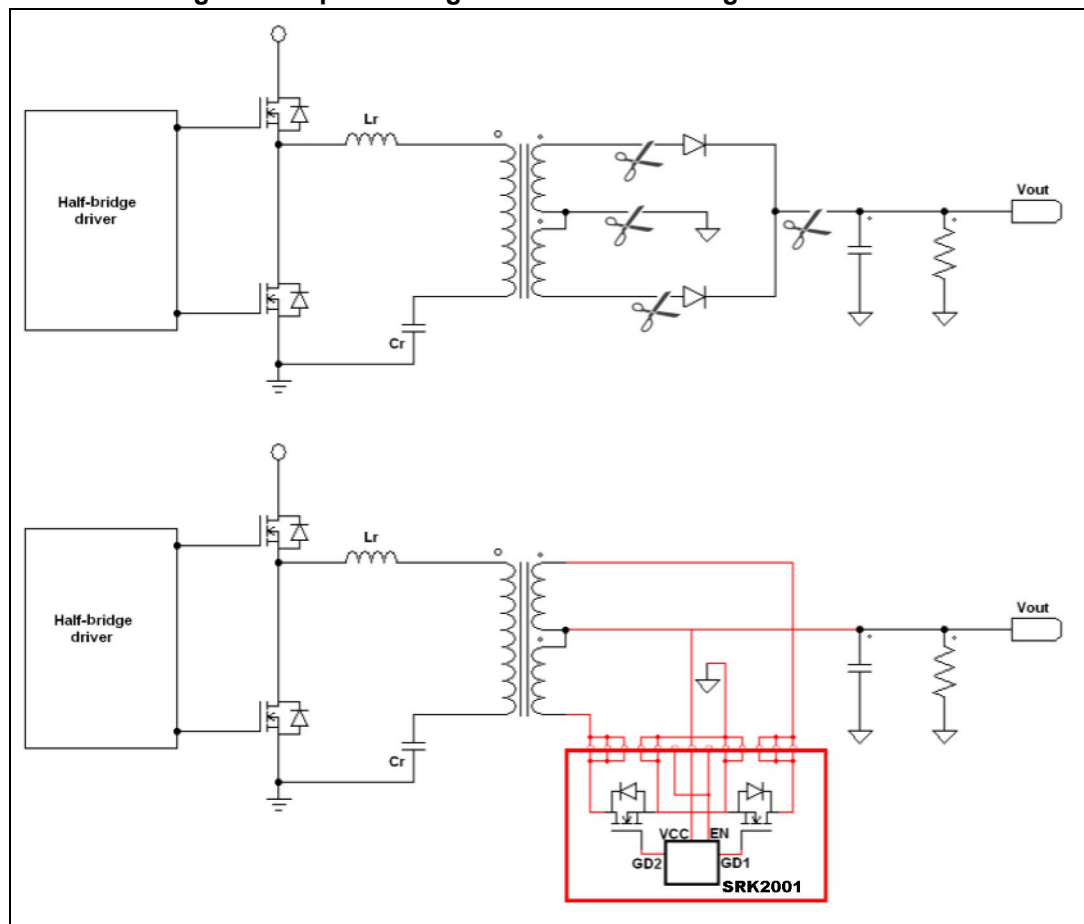 Lr
Half-bridge
driver
Vout
Cr
Lr
Half-bridge
driver
Vout
Cr
VCC EN
GD2 GD1
SRK2001